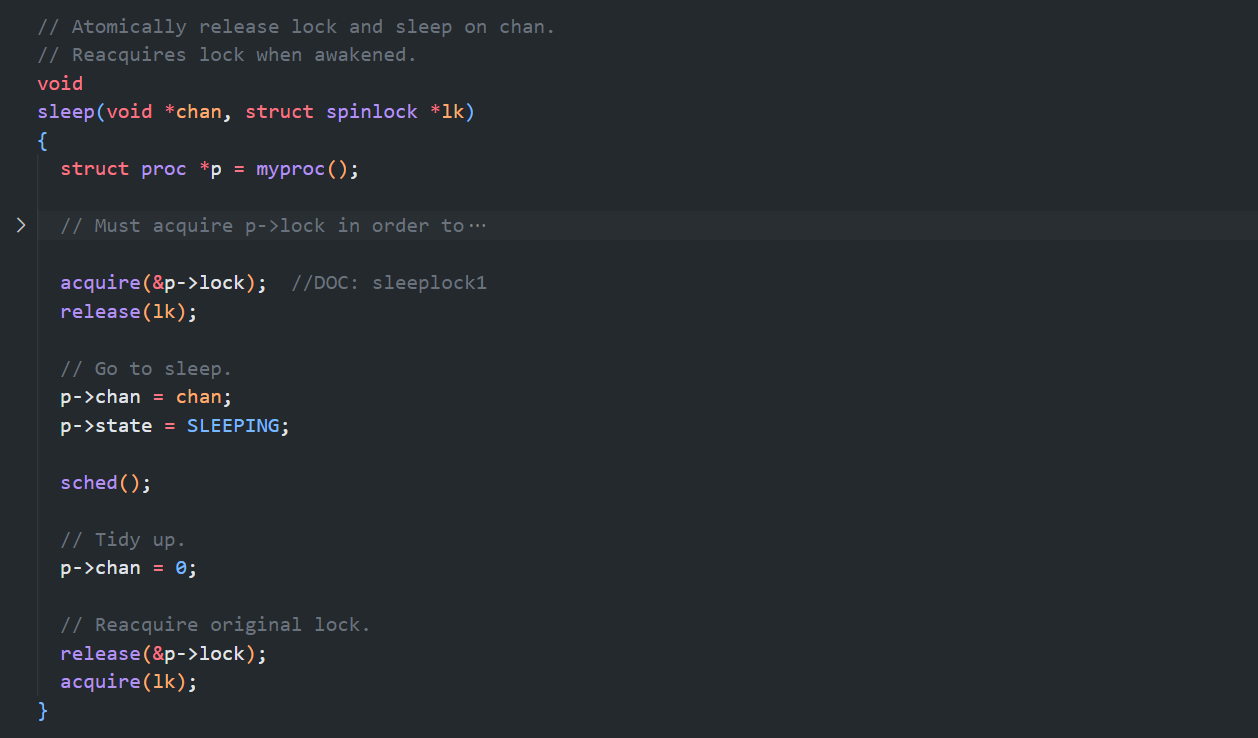 // Atomically release lock and sleep on chan.
// Reacquires lock when awakened.
void
sleep(void *chan, struct spinlock *lk)
{
  struct proc *p = myproc();
  // Must acquire p->lock in order to⋯
  acquire(&p->lock);  //DOC: sleeplock1
  release(lk);
  // Go to sleep.
  p->chan = chan;
  p->state = SLEEPING;
  sched();
  // Tidy up.
  p->chan = 0;
  // Reacquire original lock.
  release(&p->lock);
  acquire(lk);
}